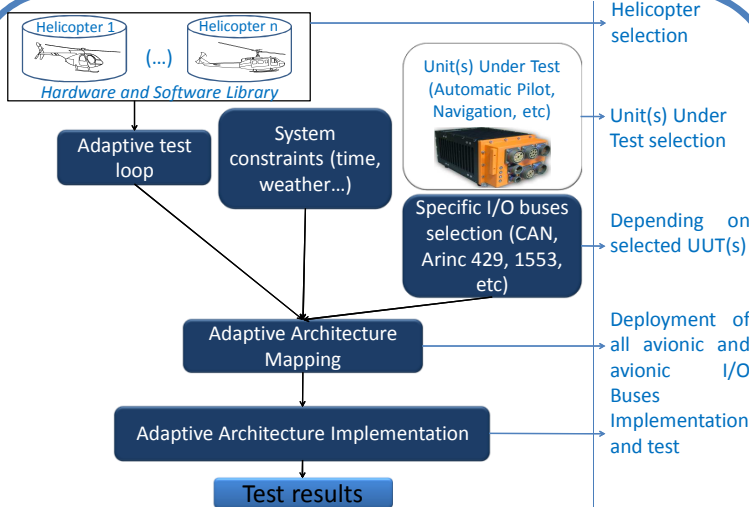 Helicopter 1
Helicopter n
(...)
Hardware and Software Library
Helicopter
selection
Unit(s) Under Test
(Automatic Pilot,
Navigation, etc)
Unit(s) Under
Test selection
Adaptive test
loop
System
constraints (time,
weather...)
Specific I/O buses
selection (CAN,
Arinc 429, 1553,
etc)
Depending on
selected UUT(s)
Adaptive Architecture
Mapping
Deployment of
all avionic and
avionic I/O
Buses
Adaptive Architecture Implementation
Implementation
and test
Test results